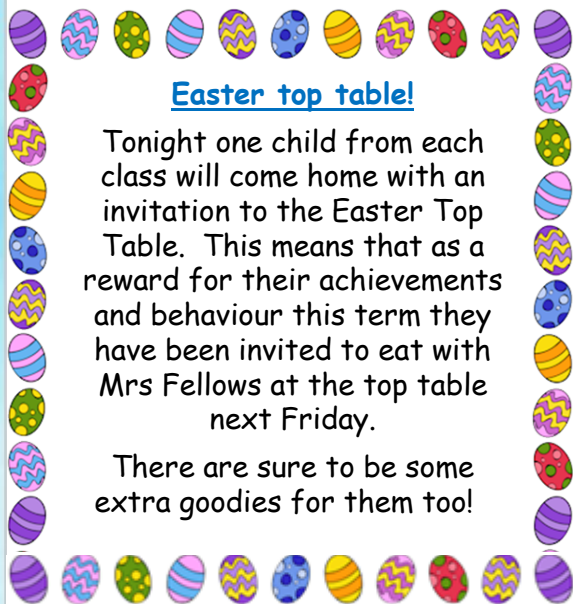 Easter top table!
Tonight one child from each
class will come home with an
invitation to the Easter Top
Table.  This means that as a
reward for their achievements
and behaviour this term they
have been invited to eat with
Mrs Fellows at the top table
next Friday.
There are sure to be some
extra goodies for them too!